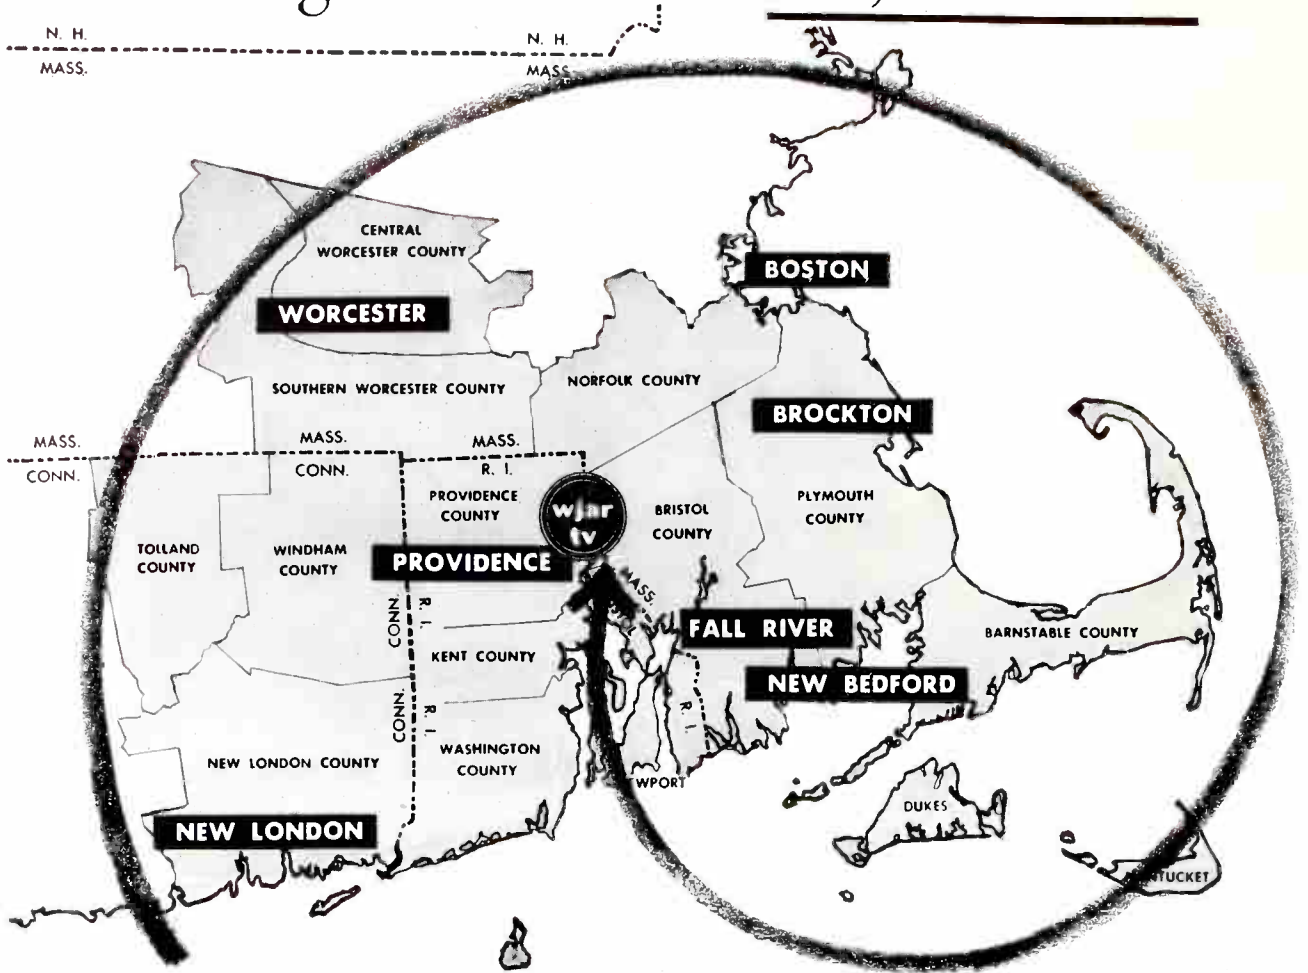 N. H.
N. H.
MASS.
MASS.
CENTRAL
WORCESTER COUNTY
BOSTON
WORCESTER
SOUTHERN WORCESTER COUNTY
NORFOLK COUNTY
BROCKTON
MASS.
MASS.
MASS.
CONN.
CONN.
R. I.
PROVIDENCE
COUNTY
wjar
tv
BRISTOL
COUNTY
PLYMOUTH
COUNTY
TOLLAND
COUNTY
WINDHAM
COUNTY
PROVIDENCE
MASS.
CONN.
R. I.
FALL RIVER
BARNSTABLE COUNTY
KENT COUNTY
NEW BEDFORD
CONN.
R. I.
R. I.
NEW LONDON COUNTY
WASHINGTON
COUNTY
WPORT
DUKES
NEW LONDON
NTUCKET